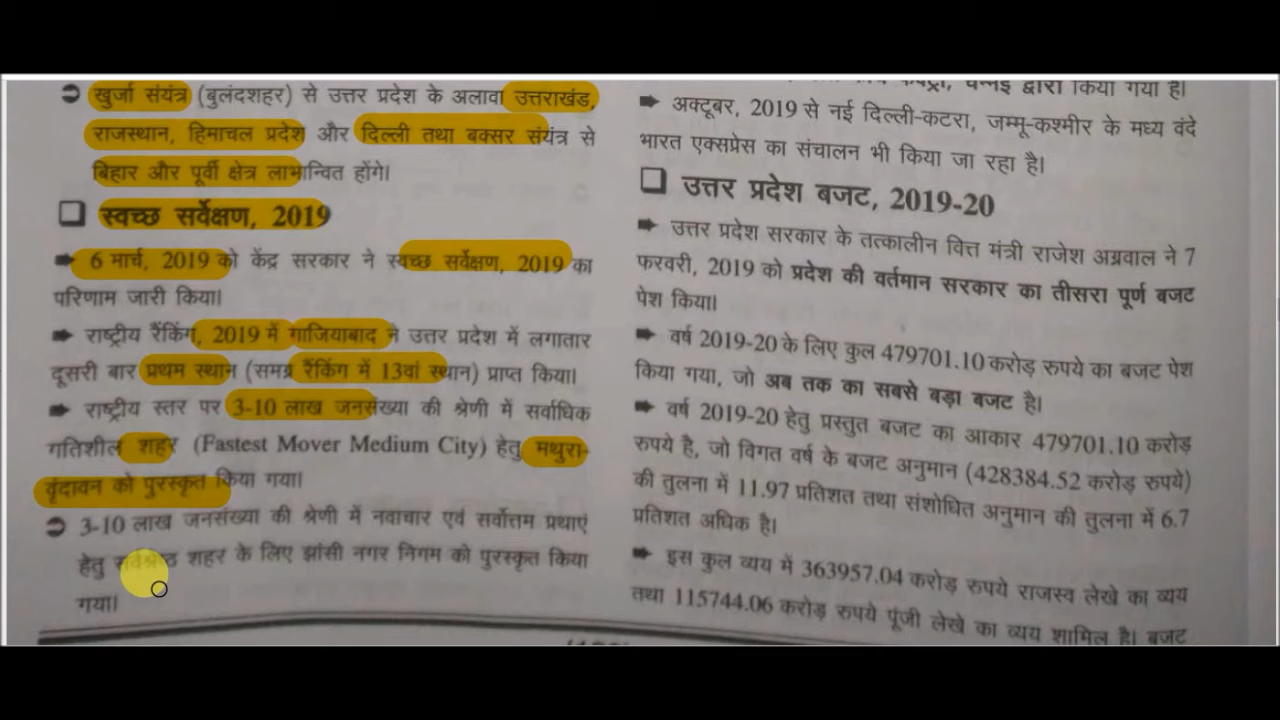 ➲ खुर्जा संयंत्र (बुलंदशहर) से उत्तर प्रदेश के अलावा उत्तराखंड,
राजस्थान, हिमाचल प्रदेश और दिल्ली तथा बक्सर संयंत्र से
बिहार और पूर्वी क्षेत्र लाभान्वित होंगे।
❑ स्वच्छ सर्वेक्षण, 2019
➡ 6 मार्च, 2019 को केंद्र सरकार ने स्वच्छ सर्वेक्षण, 2019 का
परिणाम जारी किया।
➡ राष्ट्रीय रैंकिंग, 2019 में गाजियाबाद ने उत्तर प्रदेश में लगातार
दूसरी बार प्रथम स्थान (समग्र रैंकिंग में 13वां स्थान) प्राप्त किया।
➡ राष्ट्रीय स्तर पर 3-10 लाख जनसंख्या की श्रेणी में सर्वाधिक
गतिशील शहर (Fastest Mover Medium City) हेतु मथुरा-
वृंदावन को पुरस्कृत किया गया।
➲ 3-10 लाख जनसंख्या की श्रेणी में नवाचार एवं सर्वोत्तम प्रथाएं
हेतु सर्वश्रेष्ठ शहर के लिए झांसी नगर निगम को पुरस्कृत किया
गया।
चेन्नई द्वारा किया गया है।
➡ अक्टूबर, 2019 से नई दिल्ली-कटरा, जम्मू-कश्मीर के मध्य वंदे
भारत एक्सप्रेस का संचालन भी किया जा रहा है।
❑ उत्तर प्रदेश बजट, 2019-20
➡ उत्तर प्रदेश सरकार के तत्कालीन वित्त मंत्री राजेश अग्रवाल ने 7
फरवरी, 2019 को प्रदेश की वर्तमान सरकार का तीसरा पूर्ण बजट
पेश किया।
➡ वर्ष 2019-20 के लिए कुल 479701.10 करोड़ रुपये का बजट पेश
किया गया, जो अब तक का सबसे बड़ा बजट है।
➡ वर्ष 2019-20 हेतु प्रस्तुत बजट का आकार 479701.10 करोड़
रुपये है, जो विगत वर्ष के बजट अनुमान (428384.52 करोड़ रुपये)
की तुलना में 11.97 प्रतिशत तथा संशोधित अनुमान की तुलना में 6.7
प्रतिशत अधिक है।
➡ इस कुल व्यय में 363957.04 करोड़ रुपये राजस्व लेखे का व्यय
तथा 115744.06 करोड़ रुपये पूंजी लेखे का व्यय शामिल है। बजट